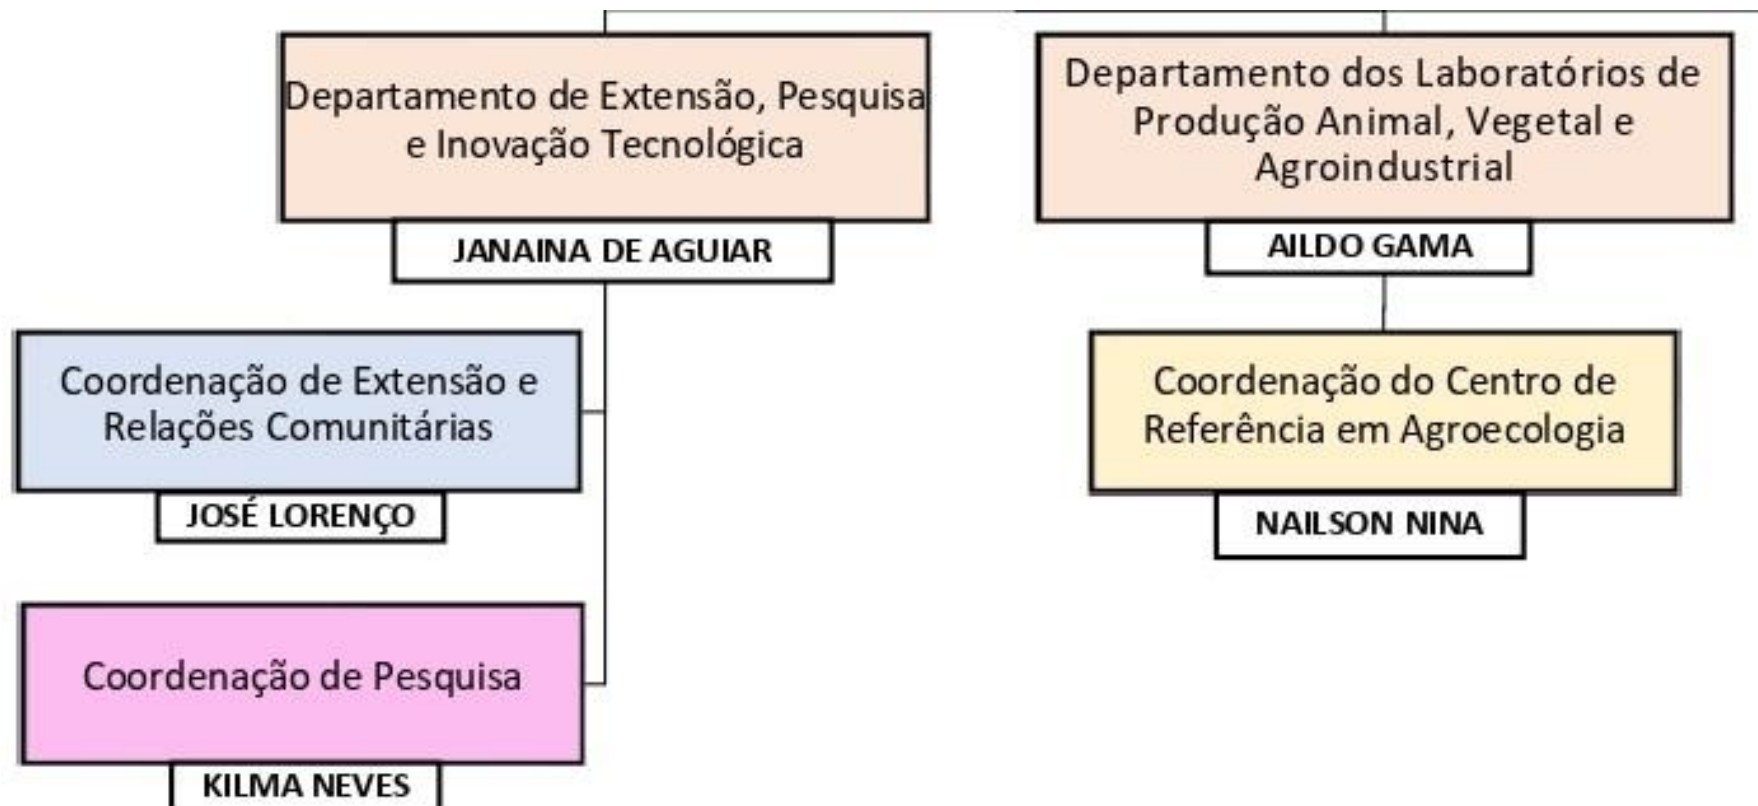 Departamento de Extensão, Pesquisa
e Inovação Tecnológica
JANAINA DE AGUIAR
Departamento dos Laboratórios de
Produção Animal, Vegetal e
Agroindustrial
AILDO GAMA
Coordenação de Extensão e
Relações Comunitárias
JOSÉ LORENÇO
Coordenação do Centro de
Referência em Agroecologia
NAILSON NINA
Coordenação de Pesquisa
KILMA NEVES